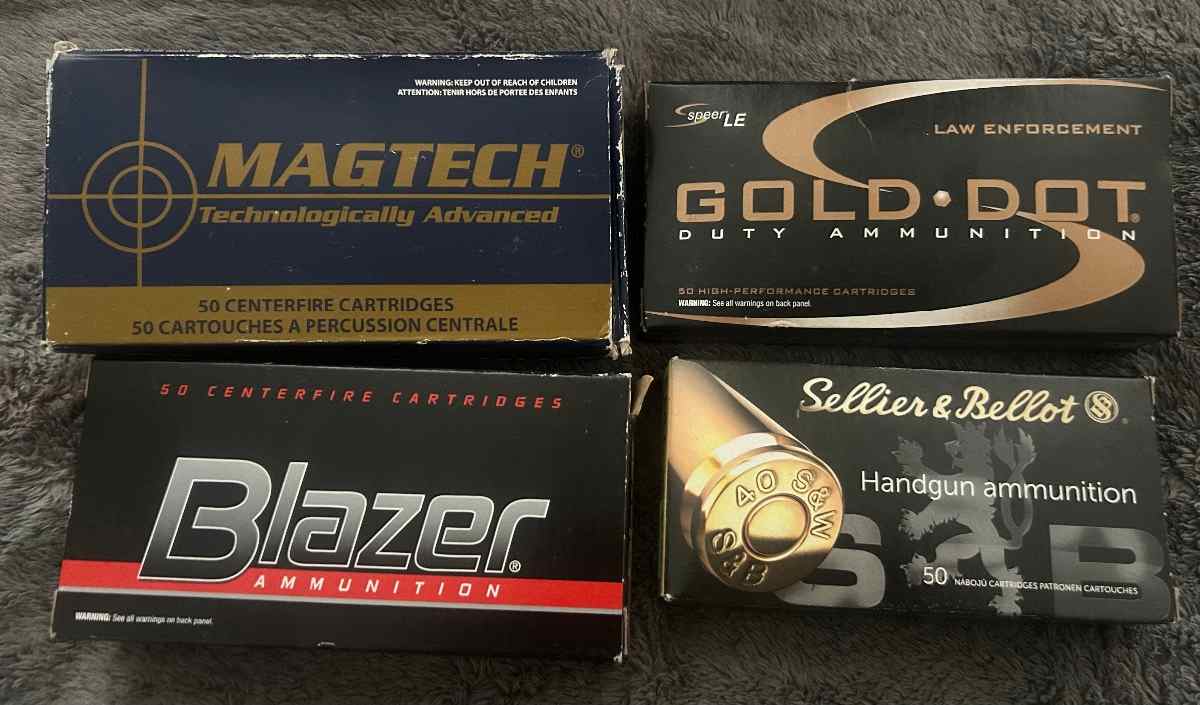 WARNING: KEEP OUT OF REACH OF CHILDREN
ATTENTION: TENIR HORS DE PORTEE DES ENFANTS
MAGTECH®
Technologically Advanced
50 CENTERFIRE CARTRIDGES
50 CARTOUCHES A PERCUSSION CENTRALE
speer LE
LAW ENFORCEMENT
GOLD DOT®
DUTY AMMUNITION
50 HIGH-PERFORMANCE CARTRIDGES
WARNING: See all warnings on back panel.
50 CENTERFIRE CARTRIDGES
Blazer®
AMMUNITION
WARNING: See all warnings on back panel.
Sellier & Bellot
Handgun ammunition
40 S&W
S&B
S&B
50 NÁBOJŮ CARTRIDGES PATRONEN CARTOUCHES